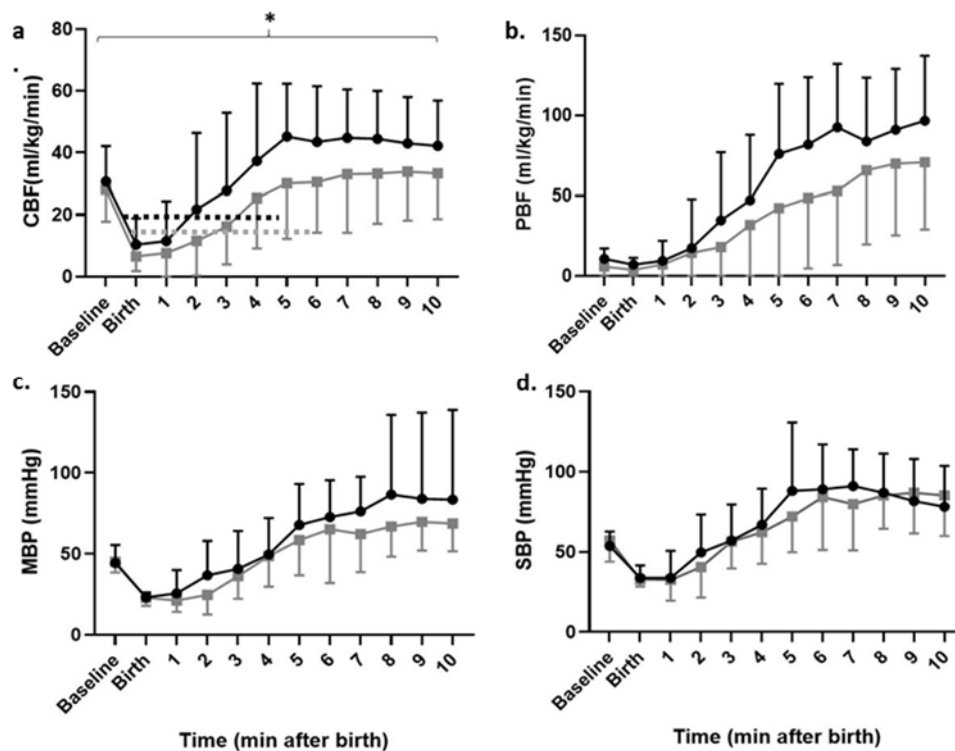 a
.
*
CBF(ml/kg/min)
80
60
40
20
0
Baseline Birth 1 2 3 4 5 6 7 8 9 10
b.
PBF (ml/kg/min)
150
100
50
0
Baseline Birth 1 2 3 4 5 6 7 8 9 10
c.
MBP (mmHg)
150
100
50
0
Baseline Birth 1 2 3 4 5 6 7 8 9 10
Time (min after birth)
d.
SBP (mmHg)
150
100
50
0
Baseline Birth 1 2 3 4 5 6 7 8 9 10
Time (min after birth)